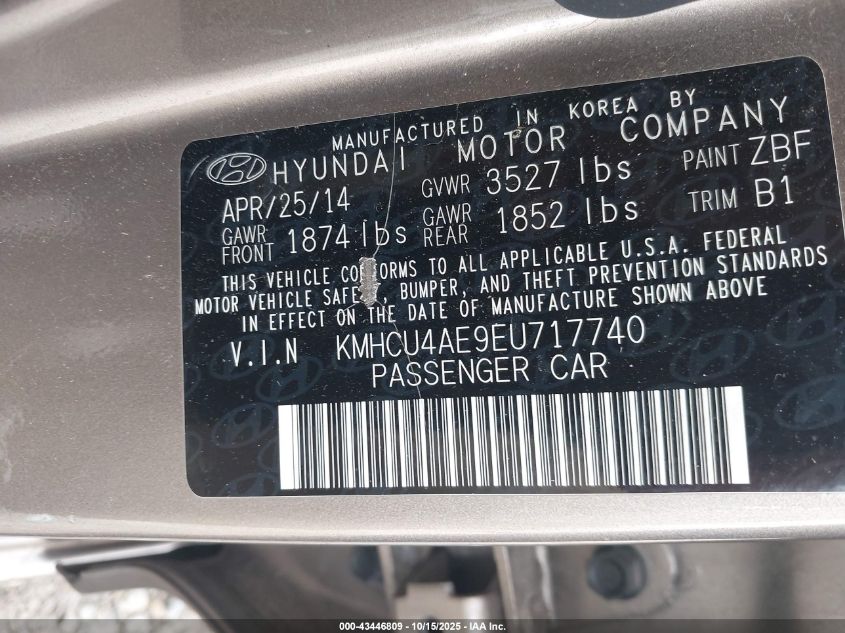 MANUFACTURED IN KOREA BY
HYUNDAI MOTOR COMPANY
APR/25/14 GVWR 3527 lbs PAINT ZBF
GAWR FRONT 1874 lbs GAWR REAR 1852 lbs TRIM B1
THIS VEHICLE CONFORMS TO ALL APPLICABLE U.S.A. FEDERAL
MOTOR VEHICLE SAFE , BUMPER, AND THEFT PREVENTION STANDARDS
IN EFFECT ON THE DATE OF MANUFACTURE SHOWN ABOVE
V.I.N KMHCU4AE9EU717740
PASSENGER CAR
000-43446809 - 10/15/2025 - IAA Inc.